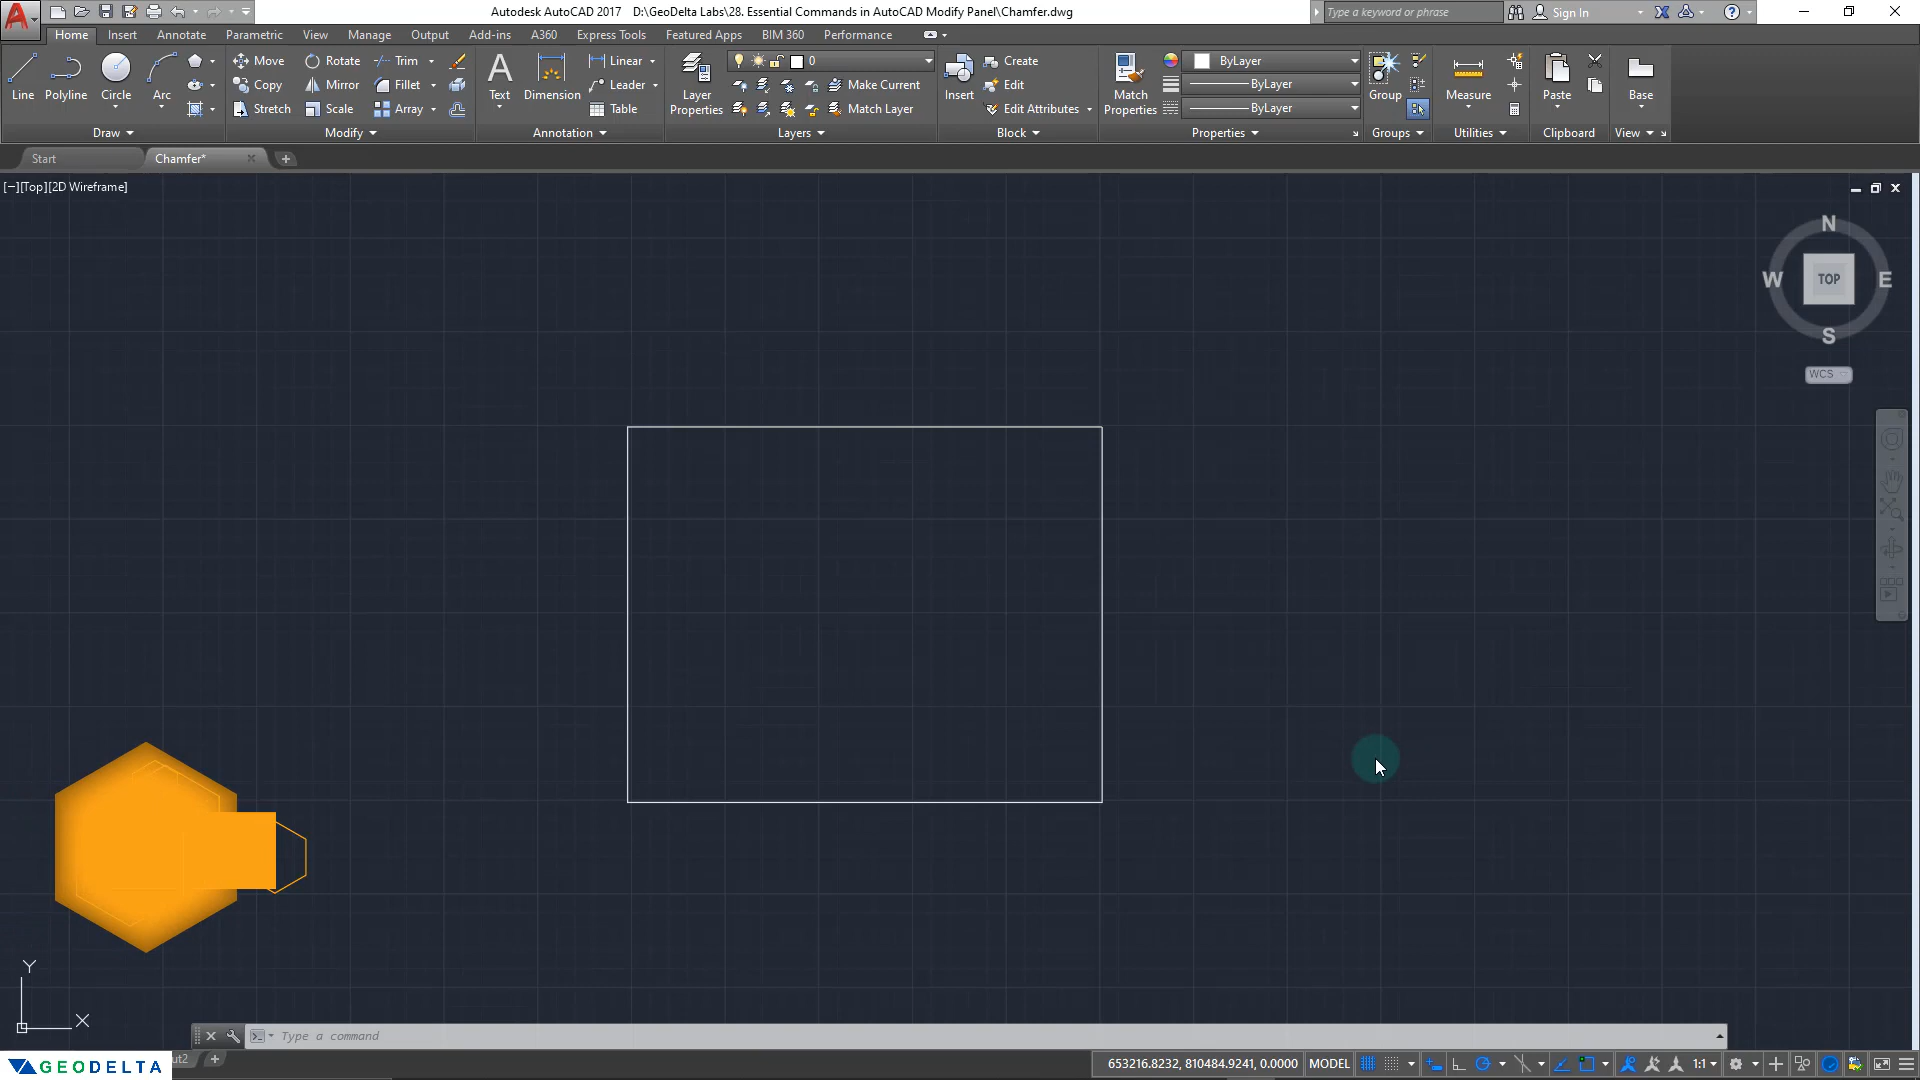 Autodesk AutoCAD 2017 D:\GeoDelta Labs\28. Essential Commands in AutoCAD Modify Panel\Chamfer.dwg
Type a keyword or phrase
Sign In
Home Insert Annotate Parametric View Manage Output Add-ins A360 Express Tools Featured Apps BIM 360 Performance
Line Polyline Circle Arc
Draw
Move Rotate Trim
Copy Mirror Fillet
Stretch Scale Array
Modify
Text Dimension
Linear
Leader
Table
Annotation
Layer Properties
0
Make Current
Match Layer
Layers
Insert
Create
Edit
Edit Attributes
Block
Match Properties
ByLayer
ByLayer
ByLayer
Properties
Group
Groups
Measure
Utilities
Paste
Clipboard
Base
View
Start Chamfer*
[−][Top][2D Wireframe]
N
W TOP E
S
WCS
Y
X
Type a command
GEODELTA
ut2
653216.8232, 810484.9241, 0.0000 MODEL 1:1